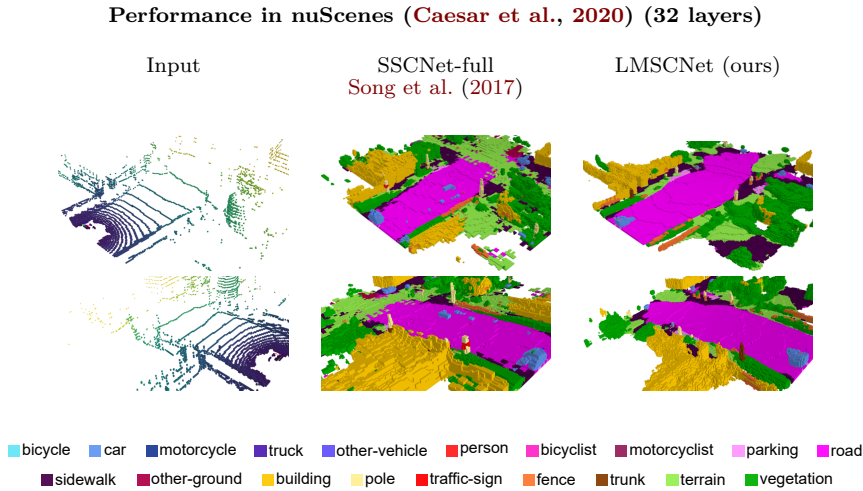 Performance in nuScenes (Caesar et al., 2020) (32 layers)
Input
SSCNet-full
Song et al. (2017)
LMSCNet (ours)
bicycle car motorcycle truck other-vehicle person bicyclist motorcyclist parking road
sidewalk other-ground building pole traffic-sign fence trunk terrain vegetation